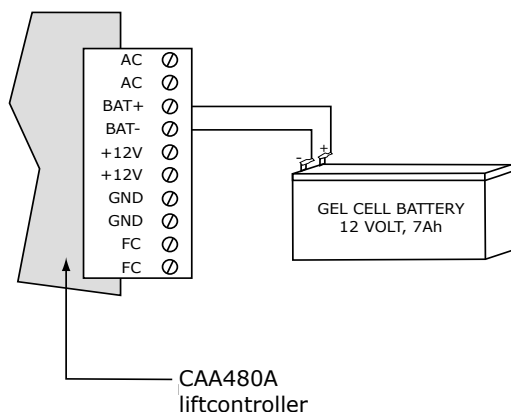 AC
AC
BAT+
BAT-
+12V
+12V
GND
GND
FC
FC
- +
GEL CELL BATTERY
12 VOLT, 7Ah
CAA480A
liftcontroller